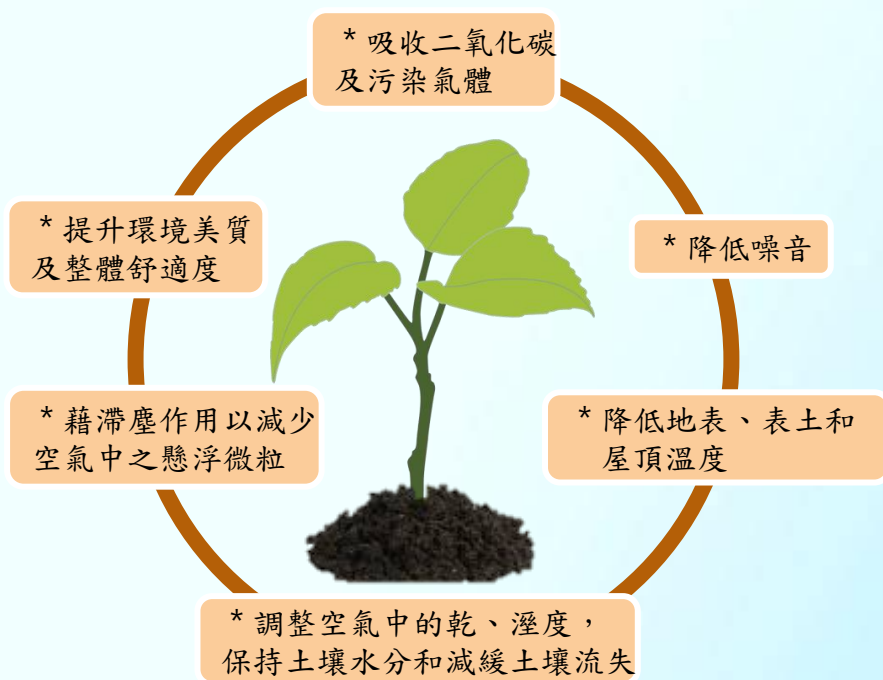 * 吸收二氧化碳
及污染氣體
* 降低噪音
* 降低地表、表土和
屋頂溫度
* 調整空氣中的乾、溼度，
保持土壤水分和減緩土壤流失
* 藉滯塵作用以減少
空氣中之懸浮微粒
* 提升環境美質
及整體舒適度